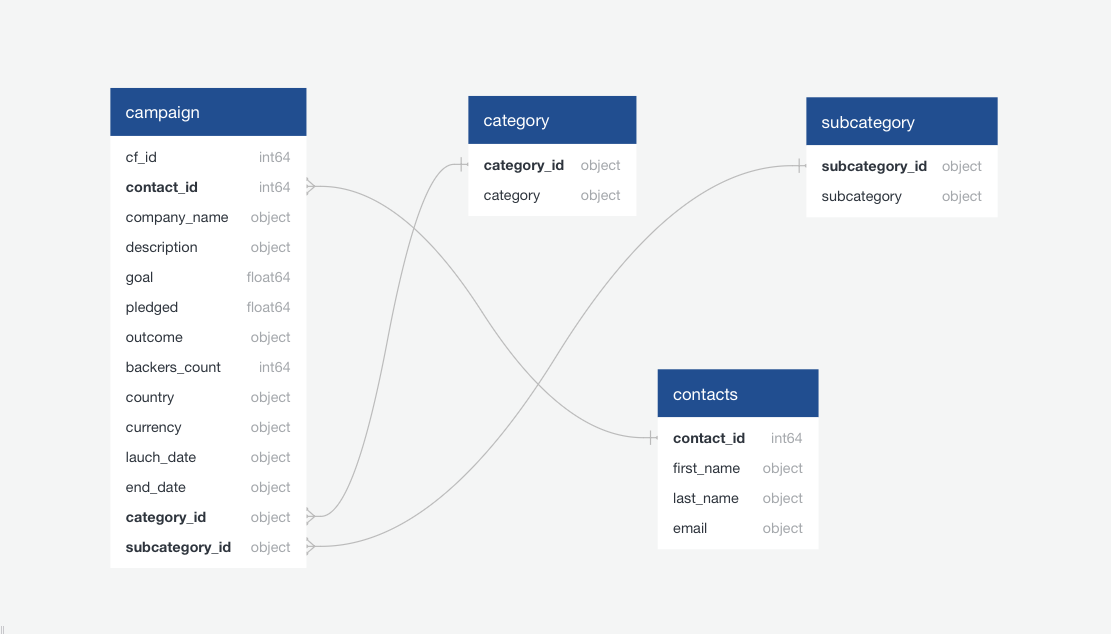 campaign
cf_id int64
contact_id int64
company_name object
description object
goal float64
pledged float64
outcome object
backers_count int64
country object
currency object
lauch_date object
end_date object
category_id object
subcategory_id object
category
category_id object
category object
subcategory
subcategory_id object
subcategory object
contacts
contact_id int64
first_name object
last_name object
email object